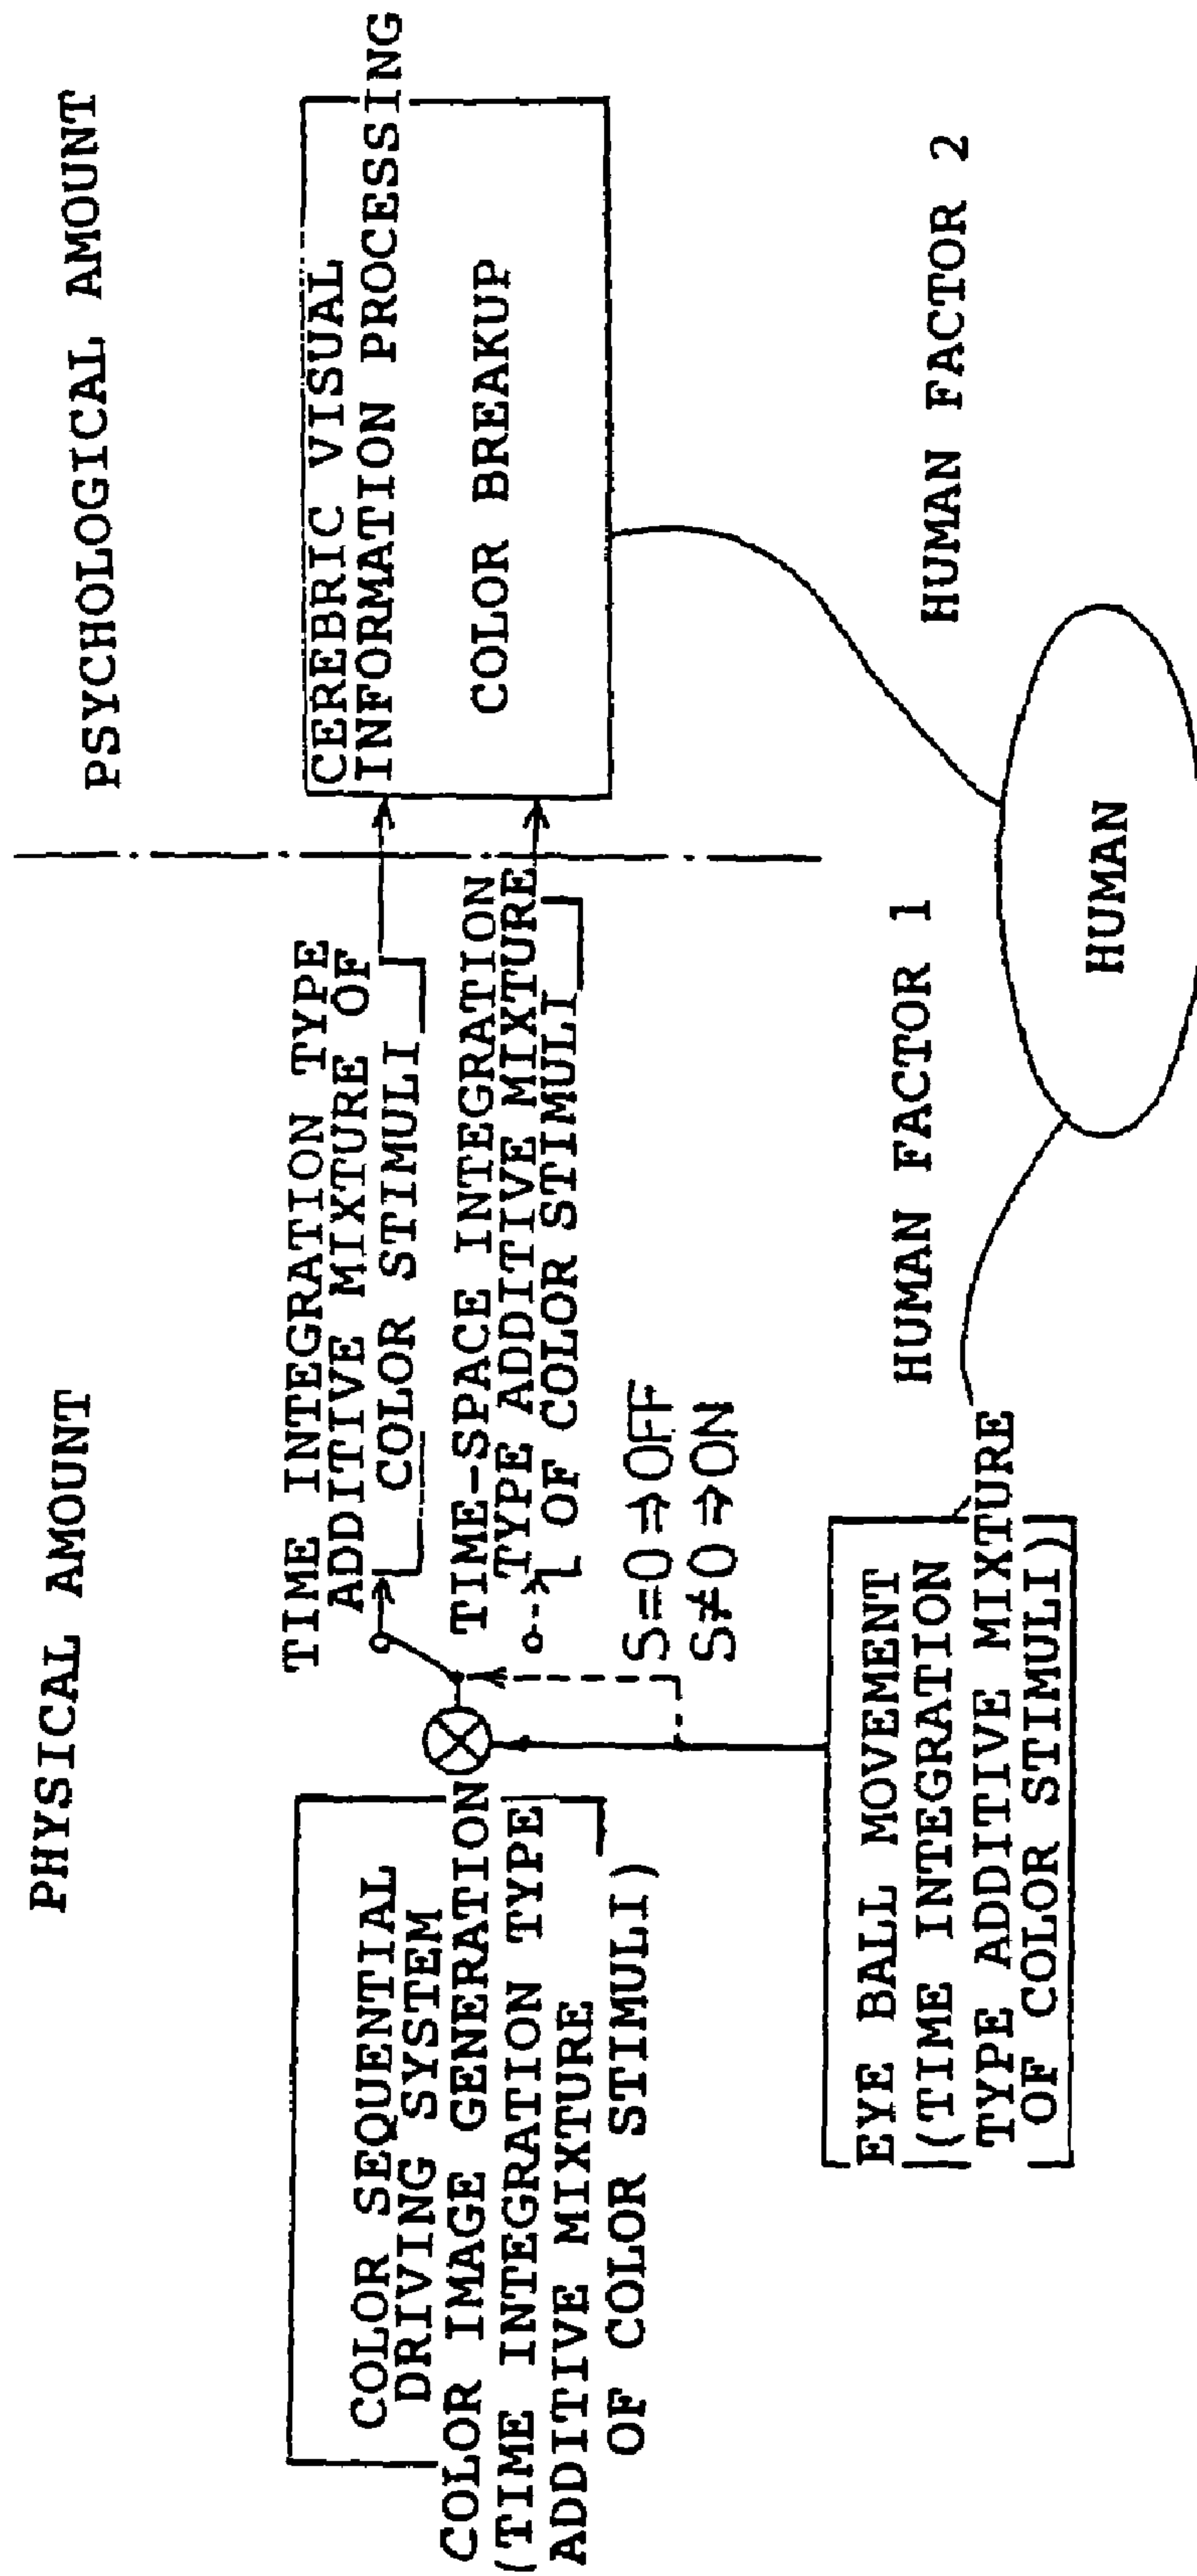 PHYSICAL AMOUNT
PSYCHOLOGICAL AMOUNT
COLOR SEQUENTIAL
DRIVING SYSTEM
COLOR IMAGE GENERATION
(TIME INTEGRATION TYPE
ADDITIVE MIXTURE
OF COLOR STIMULI)
TIME INTEGRATION TYPE
ADDITIVE MIXTURE OF
COLOR STIMULI
TIME-SPACE INTEGRATION
TYPE ADDITIVE MIXTURE
OF COLOR STIMULI
S=0⇒OFF
S≠0⇒ON
CEREBRIC VISUAL
INFORMATION PROCESSING
COLOR BREAKUP
EYE BALL MOVEMENT
(TIME INTEGRATION
TYPE ADDITIVE MIXTURE
OF COLOR STIMULI)
HUMAN FACTOR 1
HUMAN FACTOR 2
HUMAN